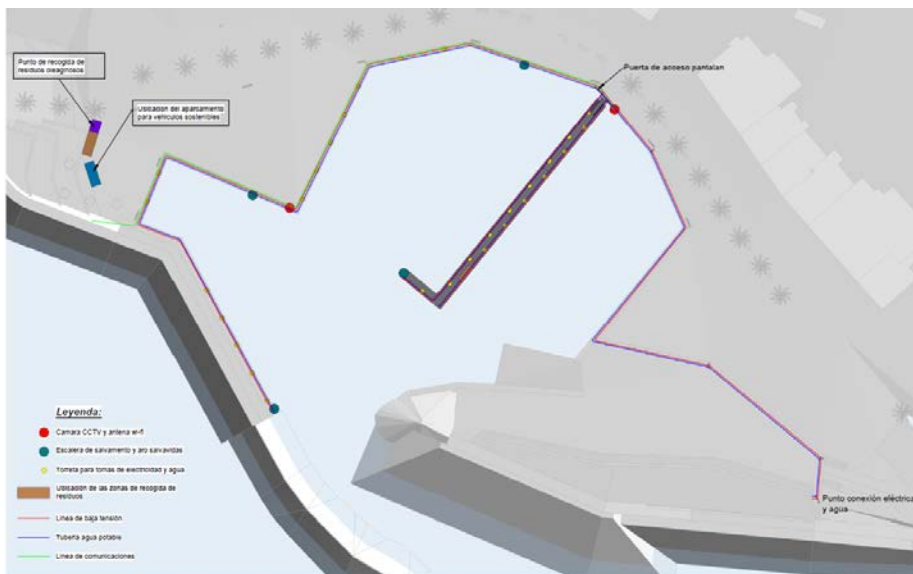 Punto de recogida de
residuos oleaginosos
Ubicación del aparcamiento
para vehículos sostenibles
Puerta de acceso pantalan
Leyenda:
Camara CCTV y antena wi-fi
Escalera de salvamento y aro salvavidas
Torreta para tomas de electricidad y agua
Ubicación de las zonas de recogida de
residuos
Línea de baja tensión
Tubería agua potable
Línea de comunicaciones
Punto conexión eléctrica
y agua